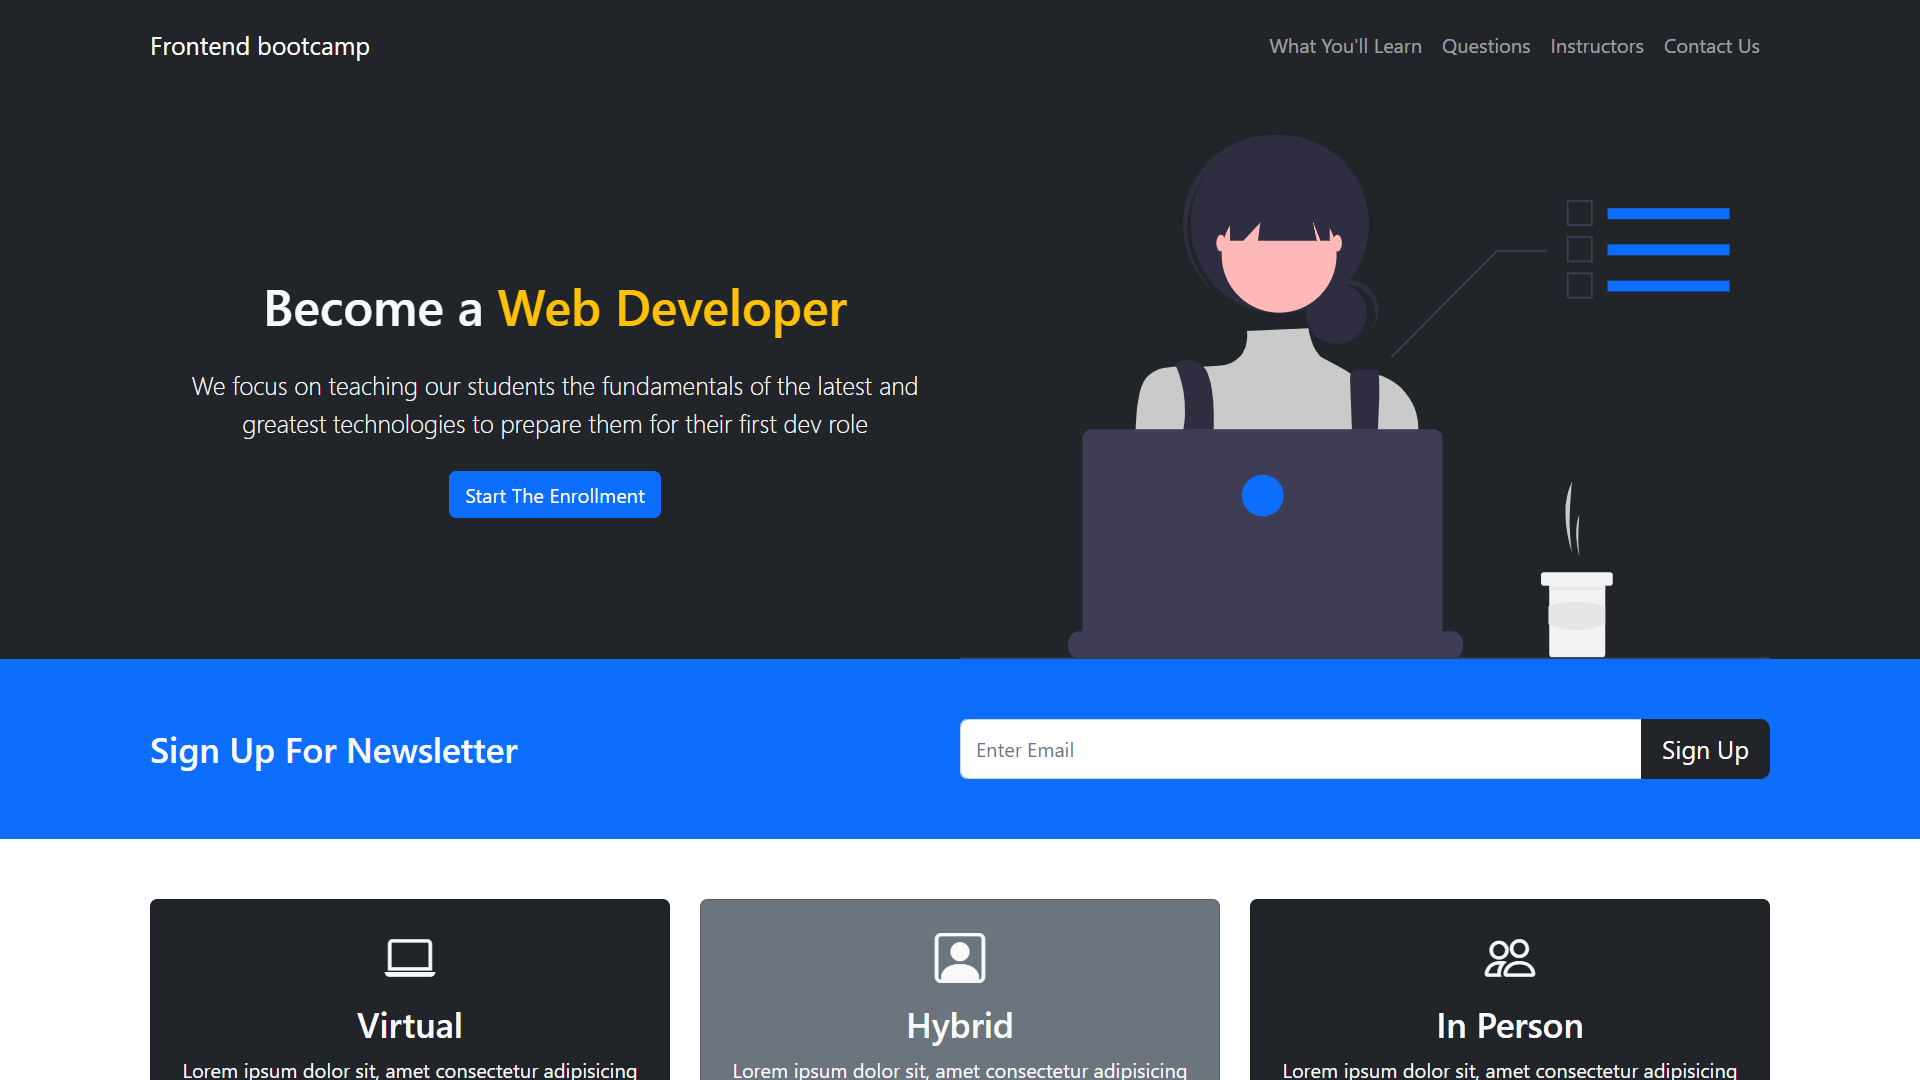 Frontend bootcamp
What You'll Learn Questions Instructors Contact Us
Become a Web Developer
We focus on teaching our students the fundamentals of the latest and
greatest technologies to prepare them for their first dev role
Start The Enrollment
Sign Up For Newsletter
Enter Email
Sign Up
Virtual
Lorem ipsum dolor sit, amet consectetur adipisicing
Hybrid
Lorem ipsum dolor sit, amet consectetur adipisicing
In Person
Lorem ipsum dolor sit, amet consectetur adipisicing